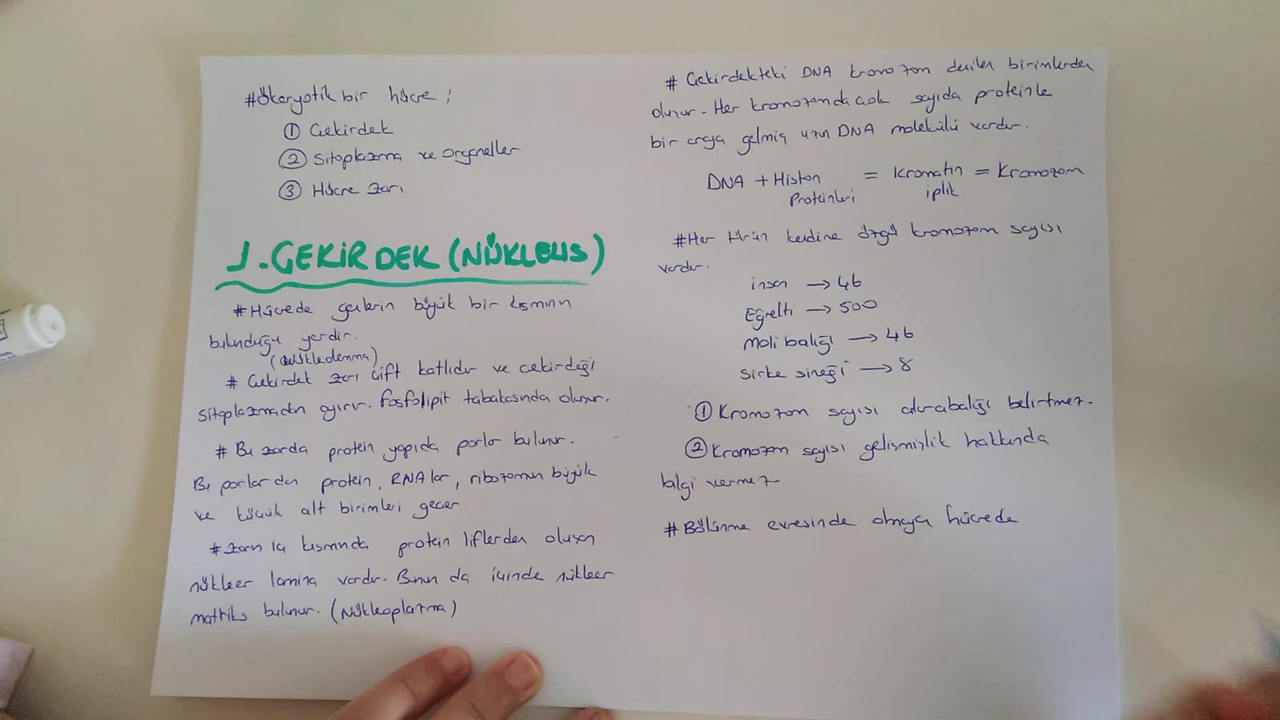 #Ökaryotik bir hücre;
① Çekirdek
② Sitoplazma ve Organeller
③ Hücre zarı
1. ÇEKİRDEK (NÜKLEUS)
#Hücrede genlerin büyük bir kısmının
bulunduğu yerdir.
(nüklederma)
# Çekirdek zarı çift katlıdır ve çekirdeği
sitoplazmadan ayırır. Fosfolipit tabakasında oluşur.
# Bu zarda protein yapıda porlar bulunur.
Bu porlardan protein, RNAlar, ribozomun büyük
ve küçük alt birimleri geçer
#Zarın iç kısmında protein liflerden oluşan
nükleer lamina vardır. Bunun da içinde nükleer
matriks bulunur. (Nükleoplazma)
# Çekirdekteki DNA kromozom denilen birimlerden
oluşur. Her kromozomda çok sayıda proteinle
bir araya gelmiş uzun DNA molekülü vardır.
DNA + Histon = Kromatin = Kromozom
Proteinleri iplik
#Her türün kendine özgü kromozom sayısı
vardır.
insan → 46
Eğrelti → 500
Moli balığı → 46
Sirke sineği → 8
① Kromozom sayısı akrabalığı belirtmez.
② Kromozom sayısı gelişmişlik hakkında
bilgi vermez
#Bölünme evresinde olmayan hücrede